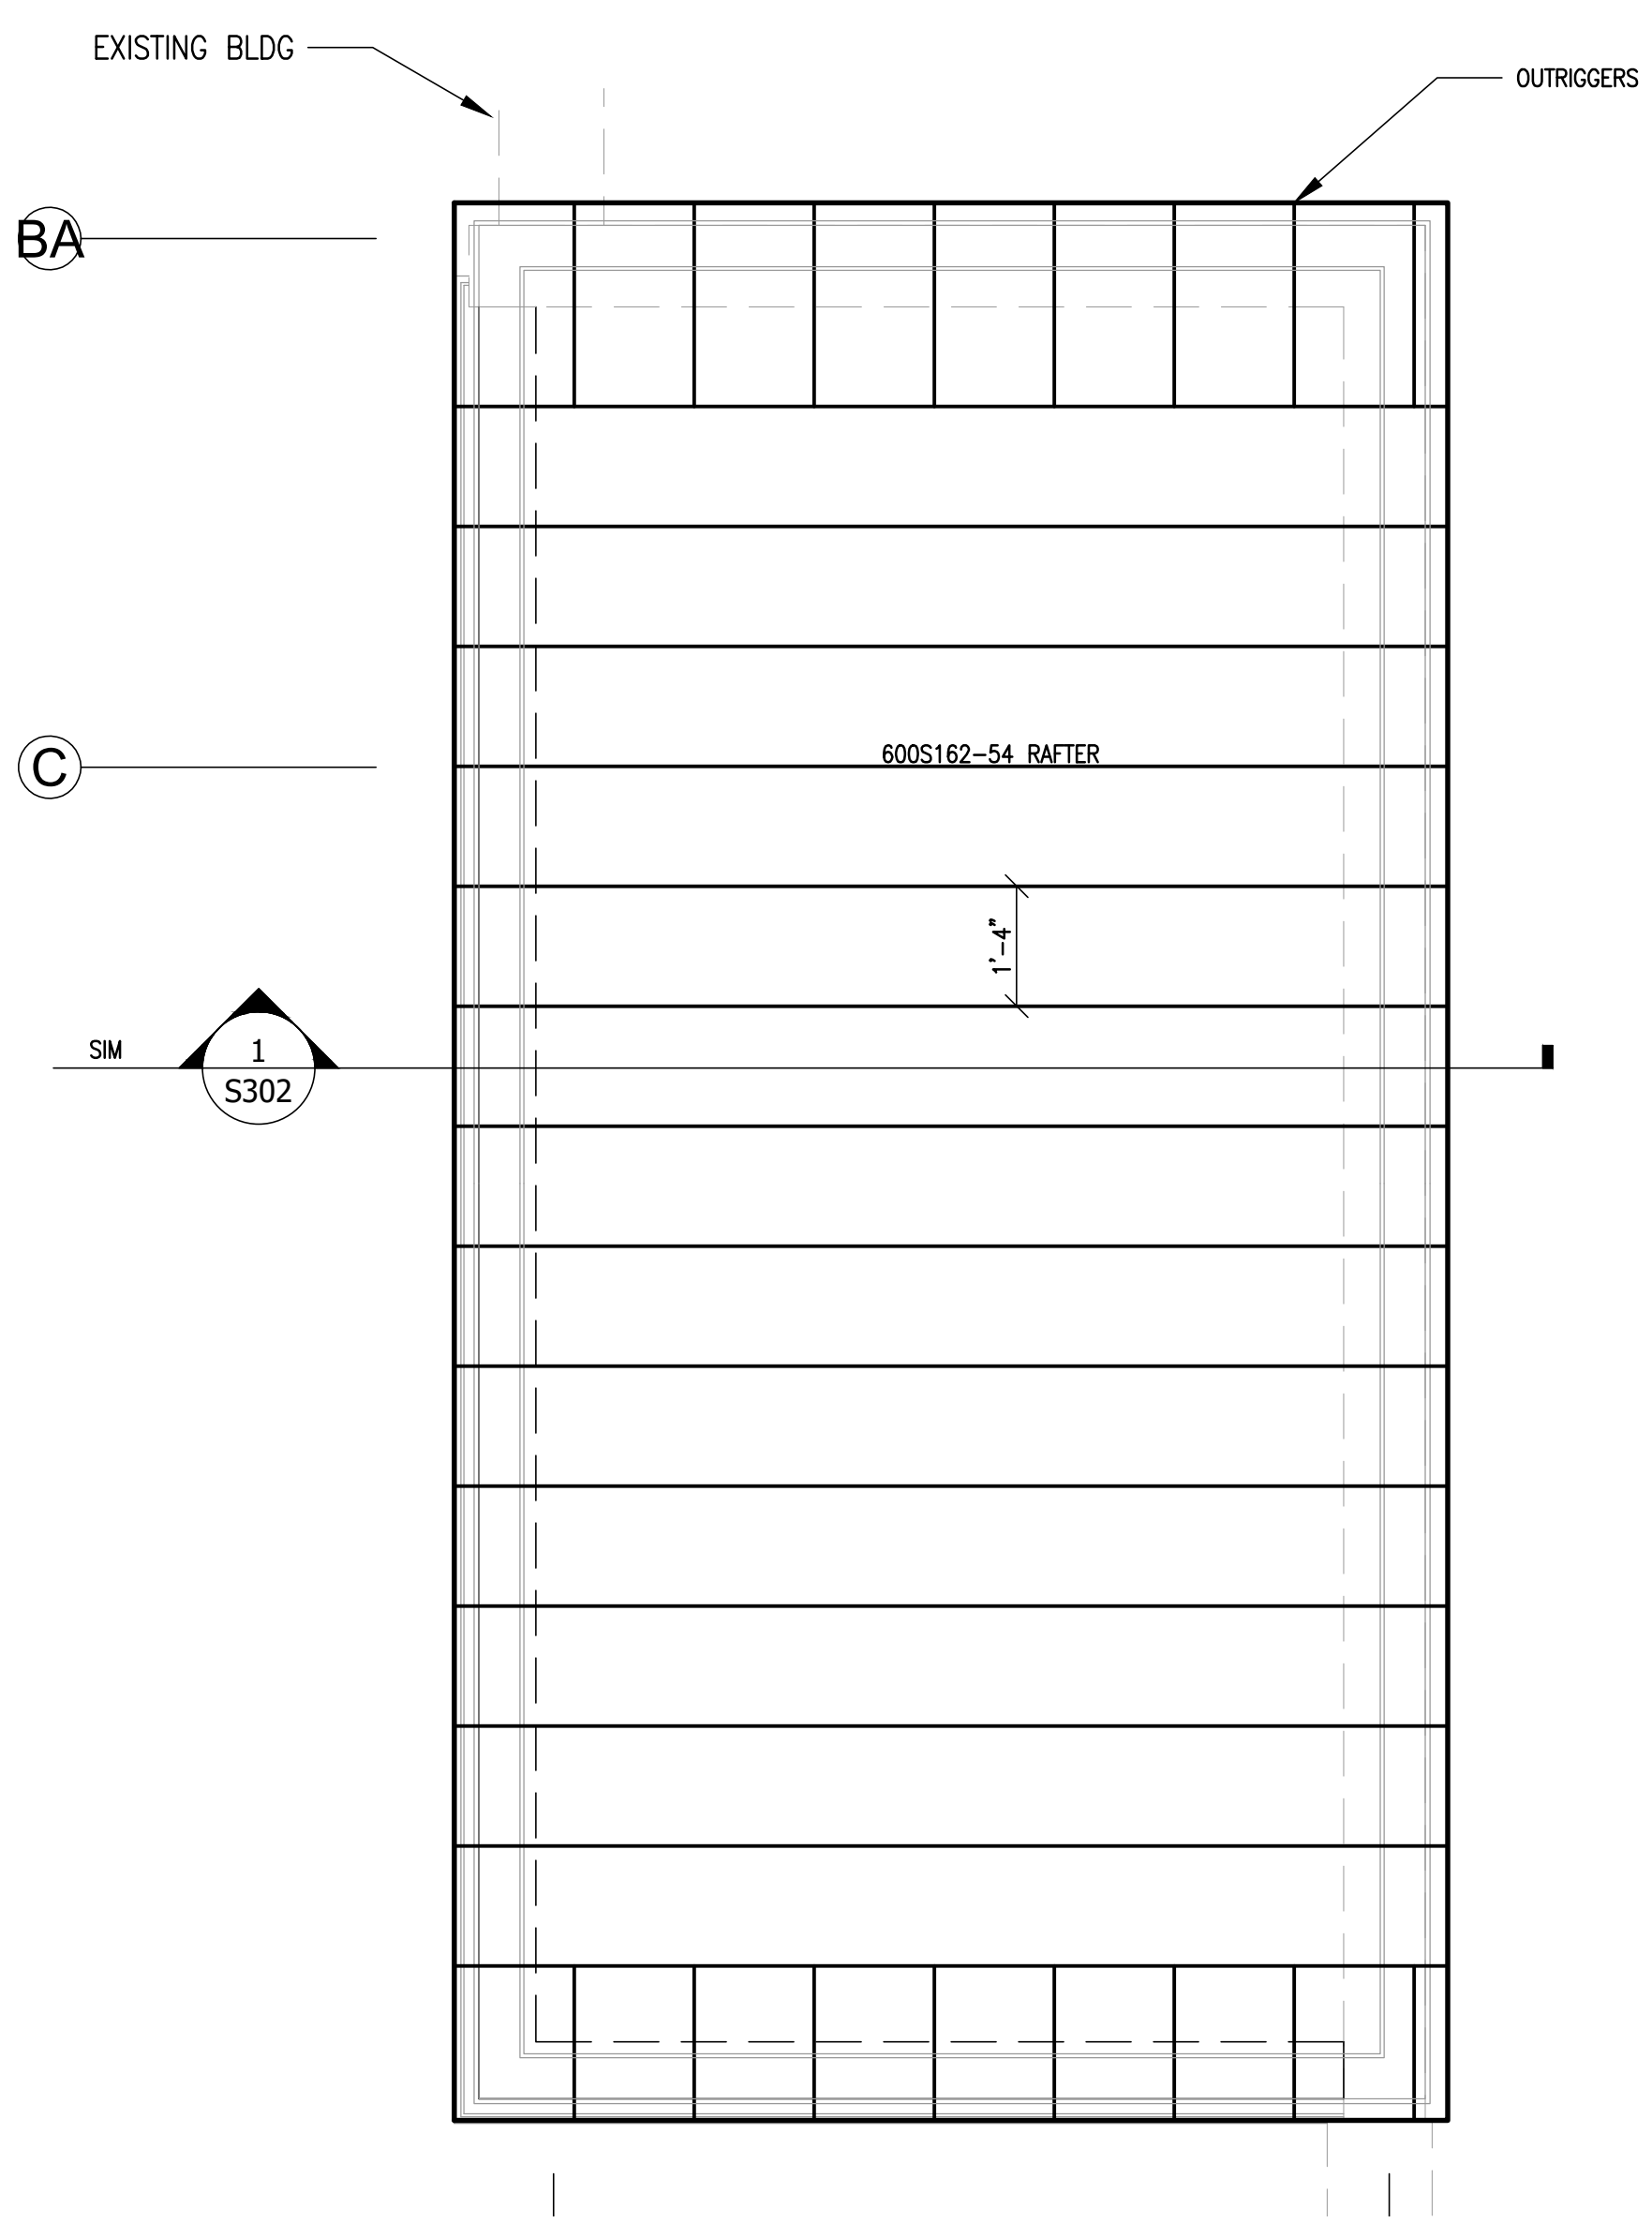 EXISTING BLDG
OUTRIGGERS
BA
C
600S162-54 RAFTER
1'-4"
SIM
1
S302